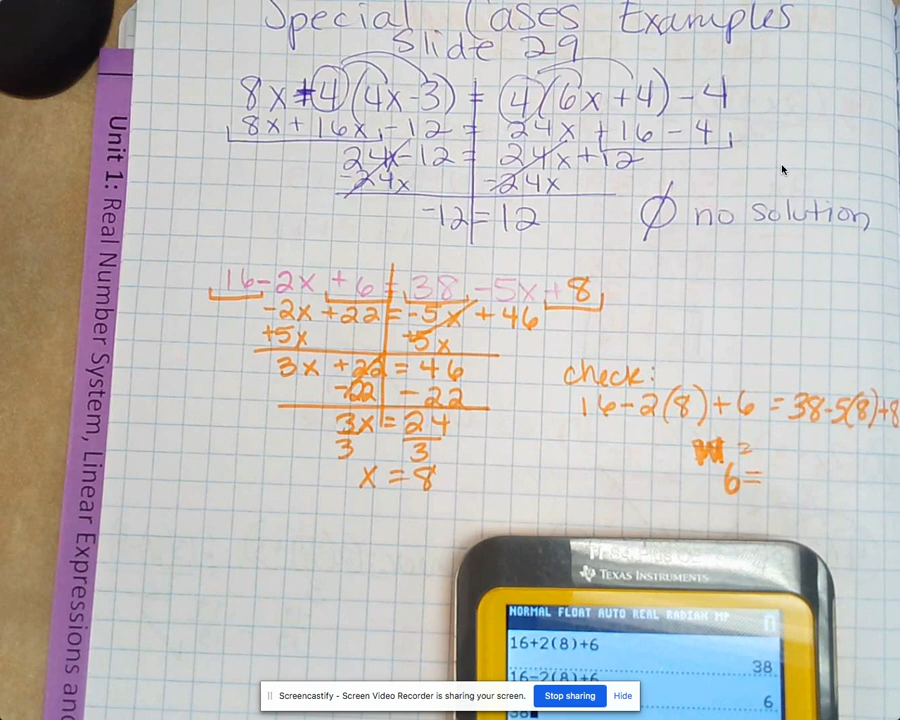 Special Cases Examples
Slide 29
8x+4(4x-3) = 4(6x+4)-4
8x+16x-12 = 24x+16-4
24x-12 = 24x+12
-24x -24x
-12 = 12 ∅ no solution
16-2x+6 = 38-5x+8
-2x+22 = -5x+46
+5x +5x
3x+22 = 46
-22 -22
3x = 24
3 3
x = 8
check:
16-2(8)+6 = 38-5(8)+8
6=
Unit 1: Real Number System, Linear Expressions and
TEXAS INSTRUMENTS
NORMAL FLOAT AUTO REAL RADIAN MP
16+2(8)+6
38
16-2(8)+6
6
38
Screencastify - Screen Video Recorder is sharing your screen. Stop sharing Hide